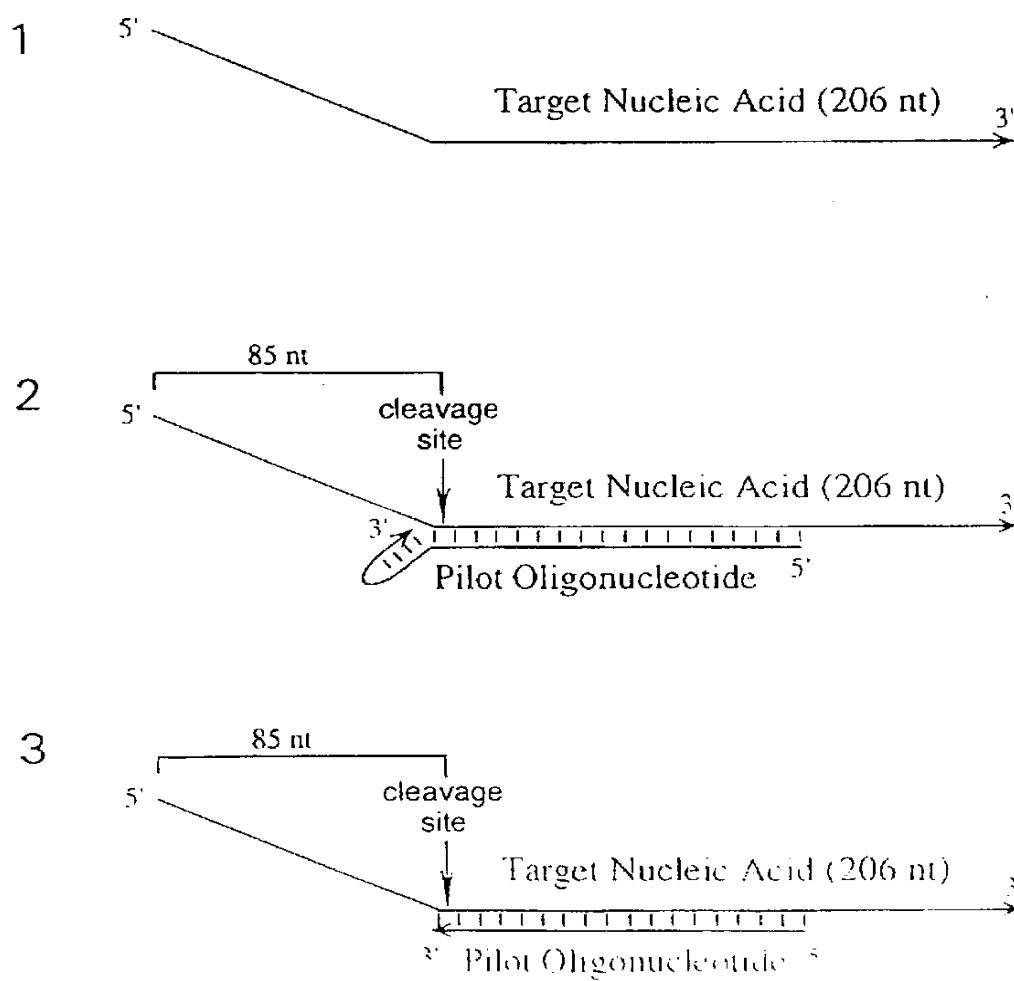 1
5'
Target Nucleic Acid (206 nt)
3'
2
85 nt
5'
cleavage
site
Target Nucleic Acid (206 nt)
3
3'
Pilot Oligonucleotide
5'
3
85 nt
5'
cleavage
site
Target Nucleic Acid (206 nt)
3
3'
Pilot Oligonucleotide
5